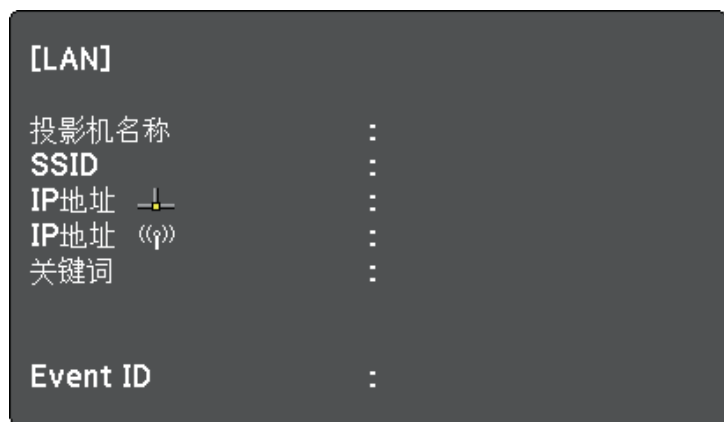 [LAN]
投影机名称 :
SSID :
IP地址 :
IP地址 :
关键词 :
Event ID :